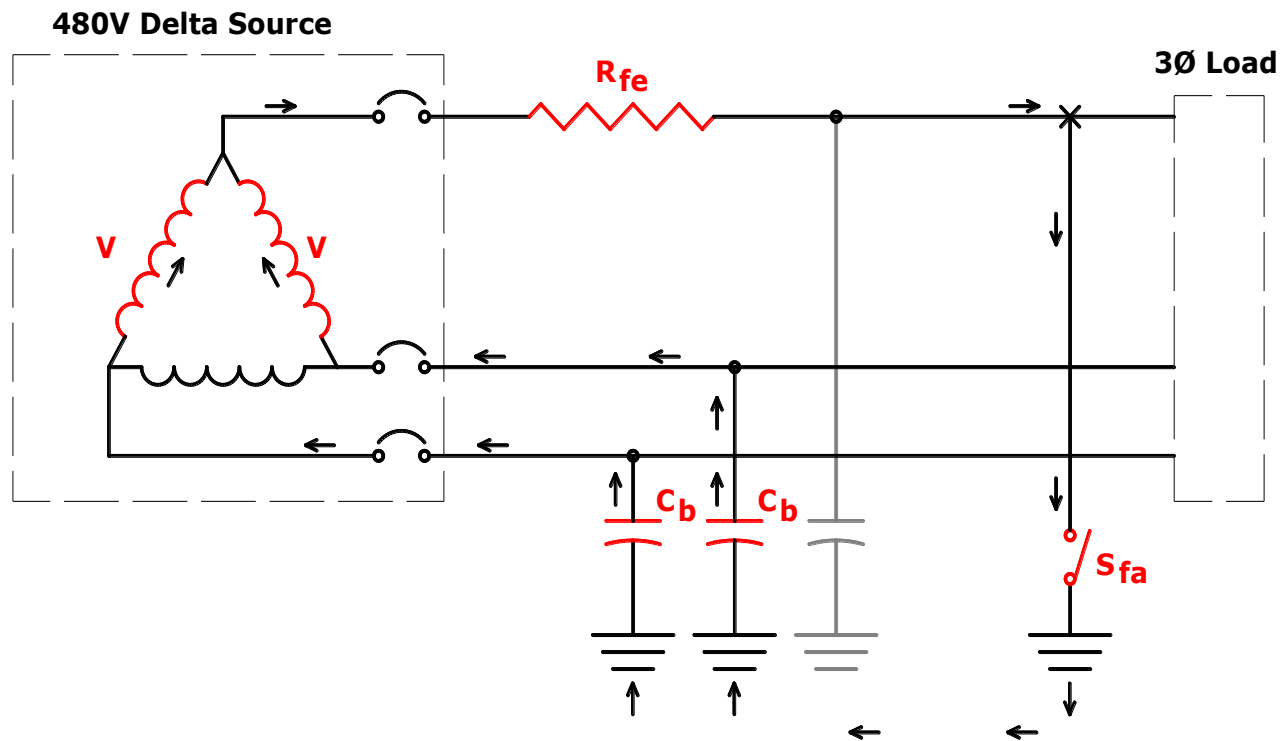 480V Delta Source
3Ø Load
Rfe
V
V
Cb
Cb
Sfa